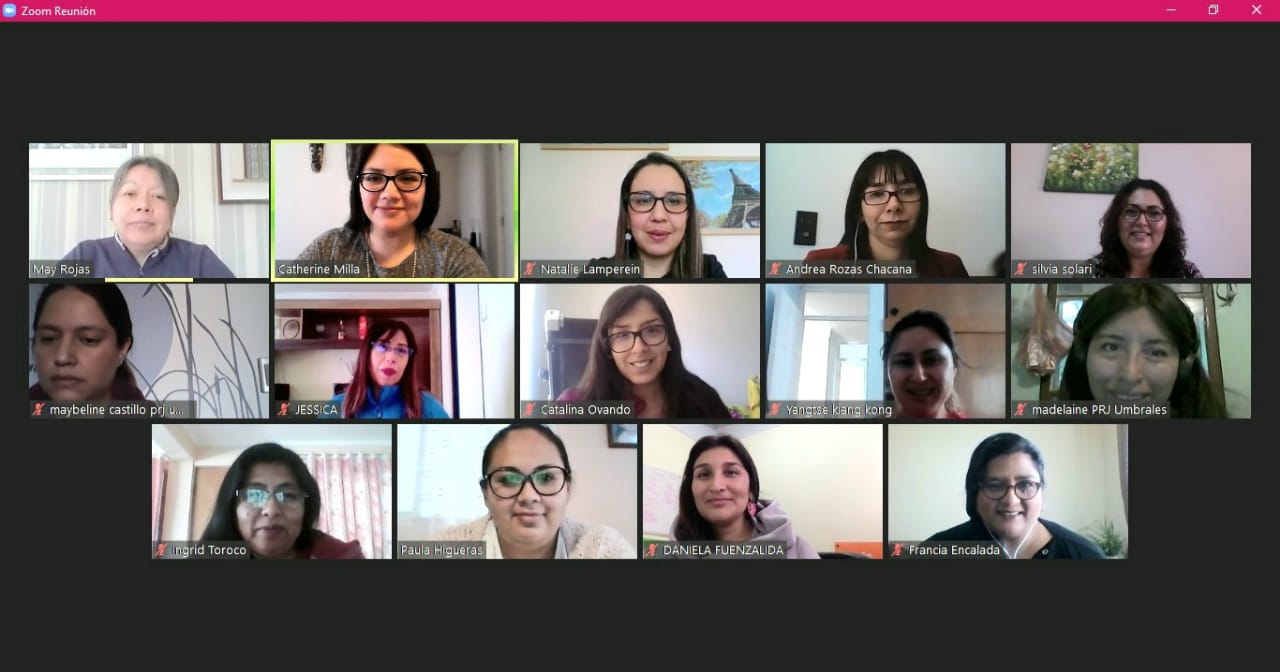 Zoom Reunión
May Rojas
Catherine Milla
Natalie Lamperein
Andrea Rozas Chacana
silvia solari
maybeline castillo prj u...
JESSICA
Catalina Ovando
Yangtse kiang kong
madelaine PRJ Umbrales
Ingrid Toroco
Paula Higueras
DANIELA FUENZALIDA
Francia Encalada